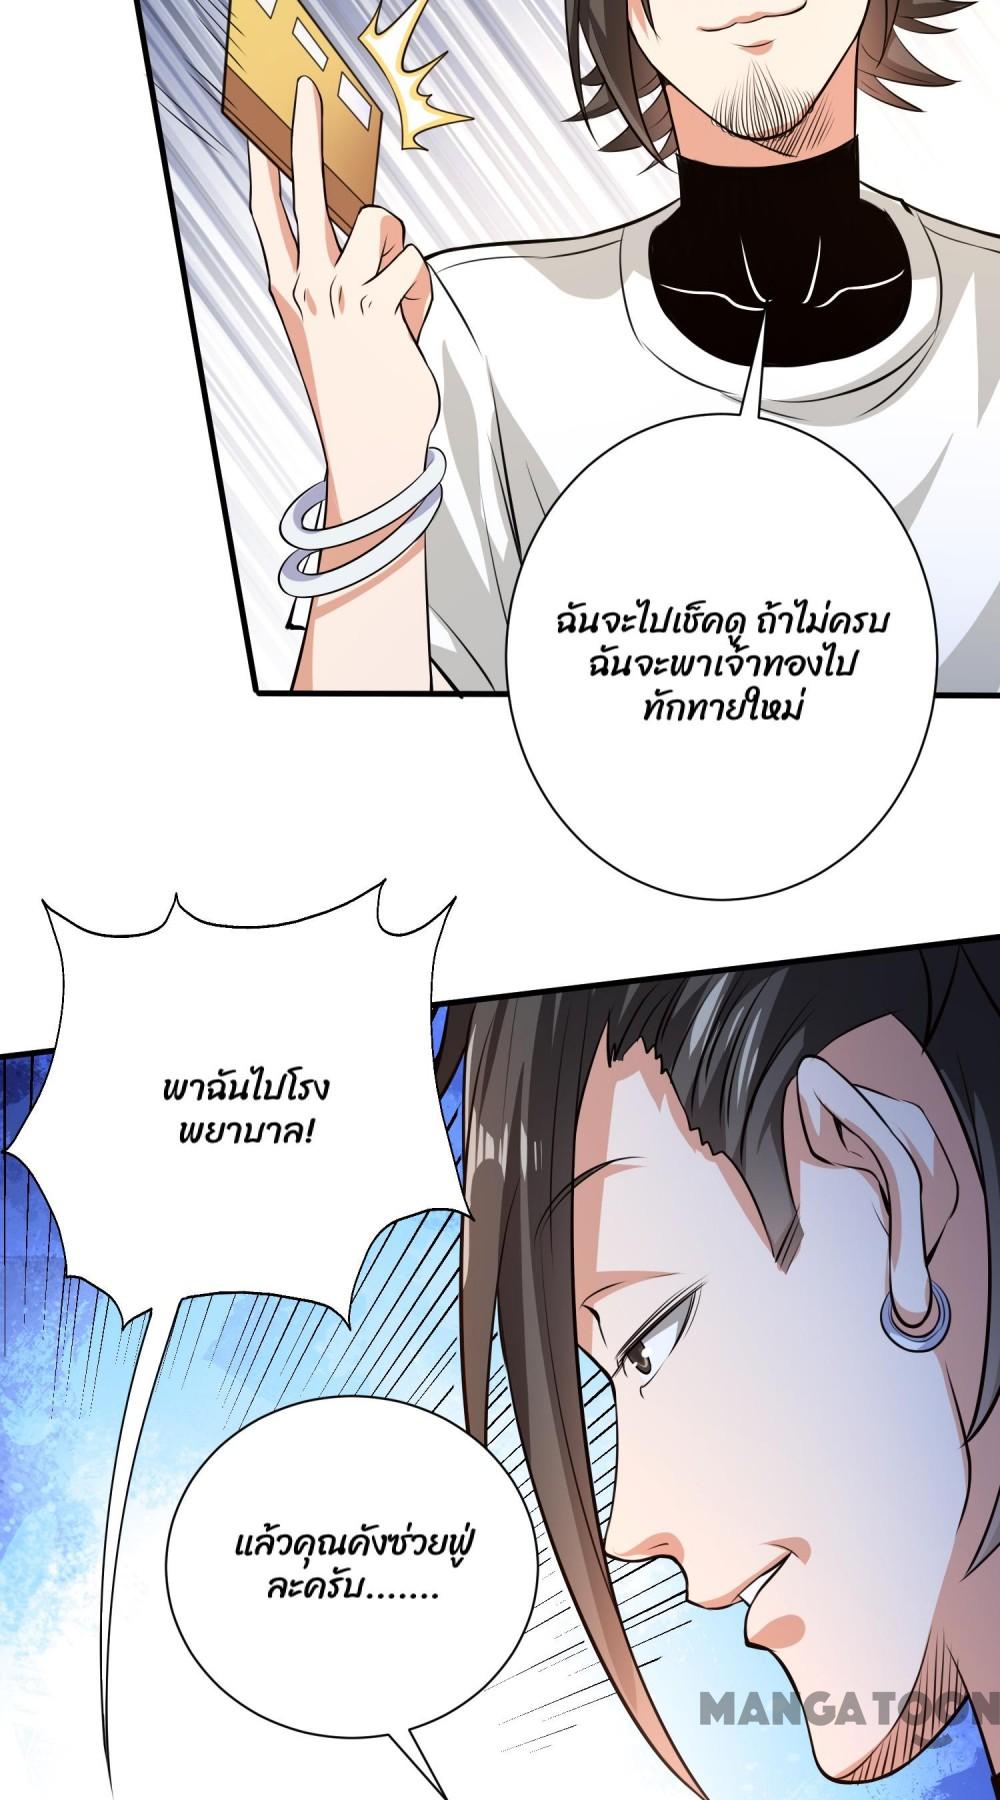 ฉันจะไปเช็คดู ถ้าไม่ครบ
ฉันจะพาเจ้าทองไป
ทักทายใหม่
พาฉันไปโรง
พยาบาล!
แล้วคุณคังซ่วยฟู่
ละครับ.......
MANGATOON